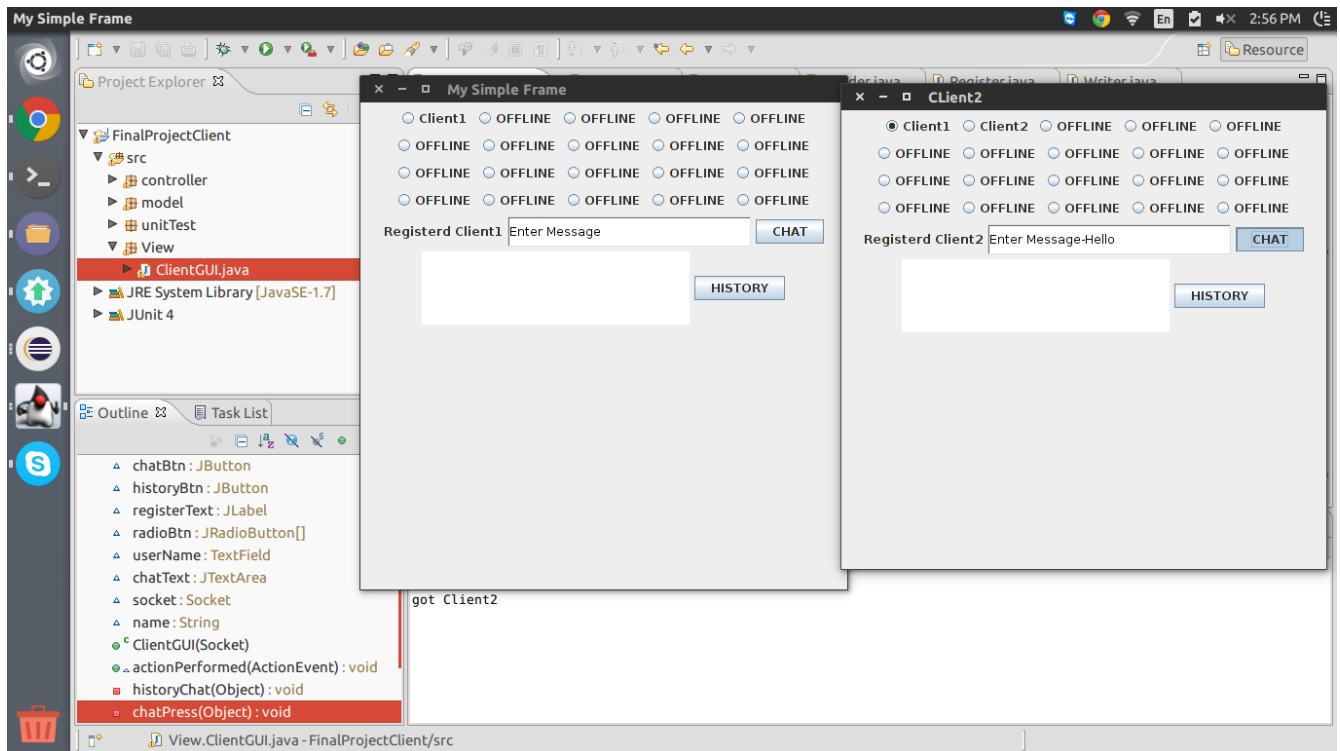 My Simple Frame
En
2:56 PM
Resource
Project Explorer
FinalProjectClient
src
controller
model
unitTest
View
ClientGUI.java
JRE System Library [JavaSE-1.7]
JUnit 4
der.java
Register.java
Writer.java
My Simple Frame
Client1 OFFLINE OFFLINE OFFLINE OFFLINE
OFFLINE OFFLINE OFFLINE OFFLINE OFFLINE
OFFLINE OFFLINE OFFLINE OFFLINE OFFLINE
OFFLINE OFFLINE OFFLINE OFFLINE OFFLINE
Registerd Client1 Enter Message CHAT
HISTORY
CLient2
Client1 Client2 OFFLINE OFFLINE OFFLINE
OFFLINE OFFLINE OFFLINE OFFLINE OFFLINE
OFFLINE OFFLINE OFFLINE OFFLINE OFFLINE
OFFLINE OFFLINE OFFLINE OFFLINE OFFLINE
Registerd Client2 Enter Message-Hello CHAT
HISTORY
Outline Task List
chatBtn : JButton
historyBtn : JButton
registerText : JLabel
radioBtn : JRadioButton[]
userName : TextField
chatText : JTextArea
socket : Socket
name : String
ClientGUI(Socket)
actionPerformed(ActionEvent) : void
historyChat(Object) : void
chatPress(Object) : void
got Client2
View.ClientGUI.java - FinalProjectClient/src